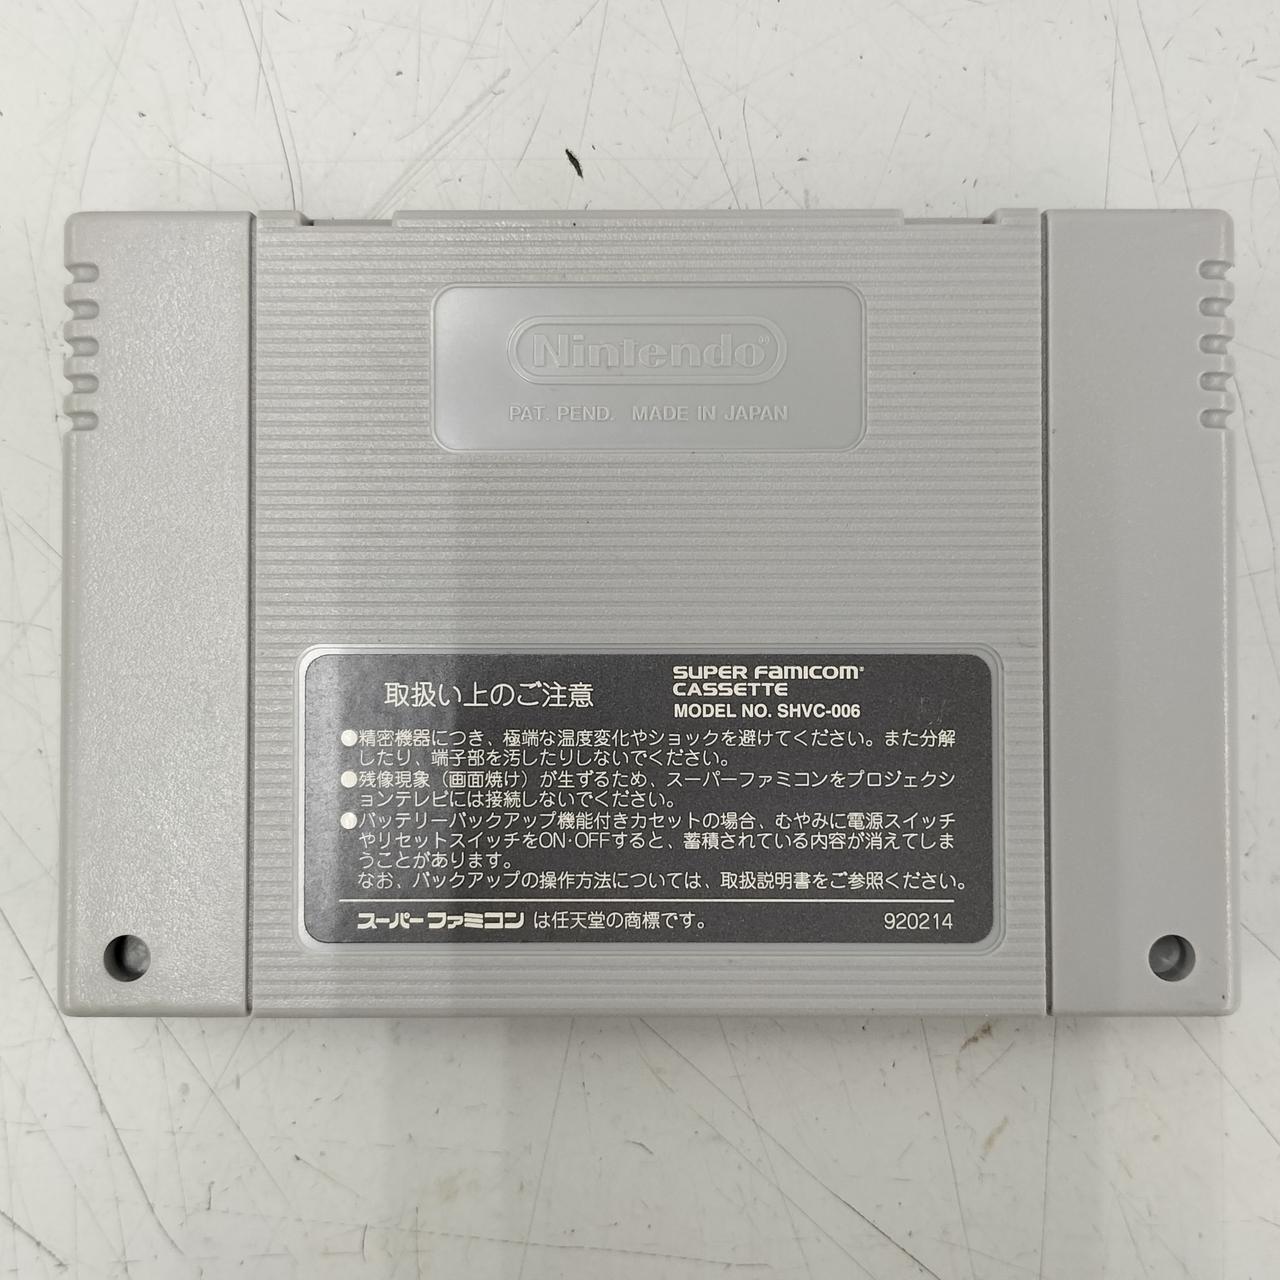 Nintendo®
PAT. PEND. MADE IN JAPAN
取扱い上のご注意
SUPER FAMICOM®
CASSETTE
MODEL NO. SHVC-006
●精密機器につき、極端な温度変化やショックを避けてください。また分解
したり、端子部を汚したりしないでください。
●残像現象（画面焼け）が生ずるため、スーパーファミコンをプロジェクシ
ョンテレビには接続しないでください。
●バッテリーバックアップ機能付きカセットの場合、むやみに電源スイッチ
やリセットスイッチをON·OFFすると、蓄積されている内容が消えてしま
うことがあります。
なお、バックアップの操作方法については、取扱説明書をご参照ください。
スーパーファミコン は任天堂の商標です。 920214